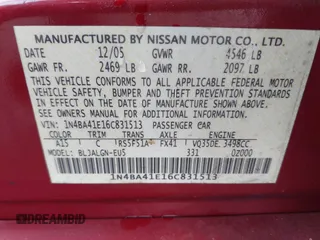 MANUFACTURED BY NISSAN MOTOR CO., LTD.
12/05 GVWR 4546 LB
GAWR FR. 2469 LB GAWR RR. 2097 LB
THIS VEHICLE CONFORMS TO ALL APPLICABLE FEDERAL MOTOR VEHICLE SAFETY, BUMPER AND THEFT PREVENTION STANDARDS IN EFFECT ON THE DATE OF MANUFACTURE SHOWN ABOVE.
SEE OWNERS MANUAL FOR ADDITIONAL INFORMATION.
VIN: 1N4BA41E16C831513 PASSENGER CAR
COLOR TRIM TRANS AXLE ENGINE
A15 C RS5F51A FX41 VQ35DE 3498CC
MODEL: BLJALGN-EU5 331 02000
1N4BA41E16C831513